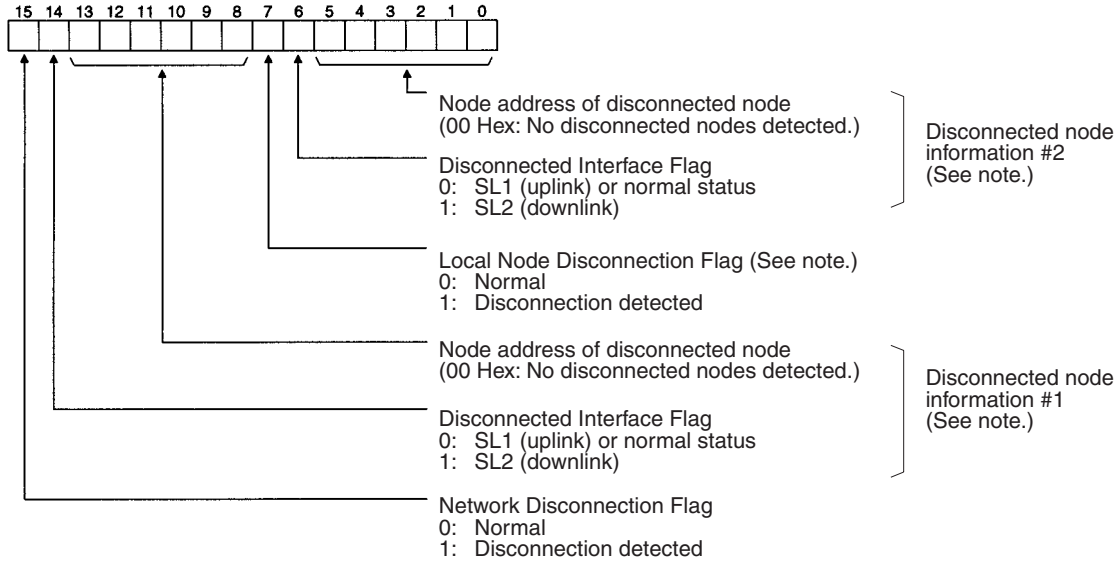 15 14 13 12 11 10 9 8 7 6 5 4 3 2 1 0
Node address of disconnected node
(00 Hex: No disconnected nodes detected.)
Disconnected Interface Flag
0: SL1 (uplink) or normal status
1: SL2 (downlink)
Disconnected node
information #2
(See note.)
Local Node Disconnection Flag (See note.)
0: Normal
1: Disconnection detected
Node address of disconnected node
(00 Hex: No disconnected nodes detected.)
Disconnected Interface Flag
0: SL1 (uplink) or normal status
1: SL2 (downlink)
Disconnected node
information #1
(See note.)
Network Disconnection Flag
0: Normal
1: Disconnection detected